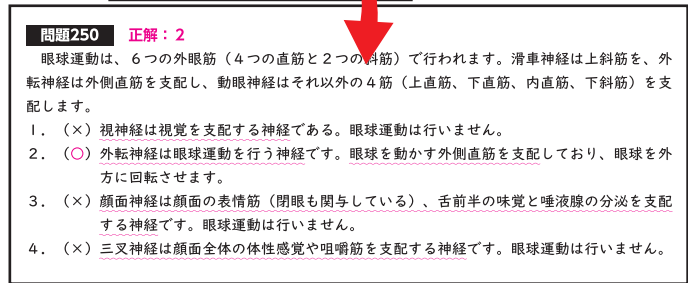 問題250 正解：2
眼球運動は、6つの外眼筋（4つの直筋と2つの斜筋）で行われます。滑車神経は上斜筋を、外
転神経は外側直筋を支配し、動眼神経はそれ以外の4筋（上直筋、下直筋、内直筋、下斜筋）を支
配します。
1．（×）視神経は視覚を支配する神経である。眼球運動は行いません。
2．（○）外転神経は眼球運動を行う神経です。眼球を動かす外側直筋を支配しており、眼球を外
方に回転させます。
3．（×）顔面神経は顔面の表情筋（閉眼も関与している）、舌前半の味覚と唾液腺の分泌を支配
する神経です。眼球運動は行いません。
4．（×）三叉神経は顔面全体の体性感覚や咀嚼筋を支配する神経です。眼球運動は行いません。